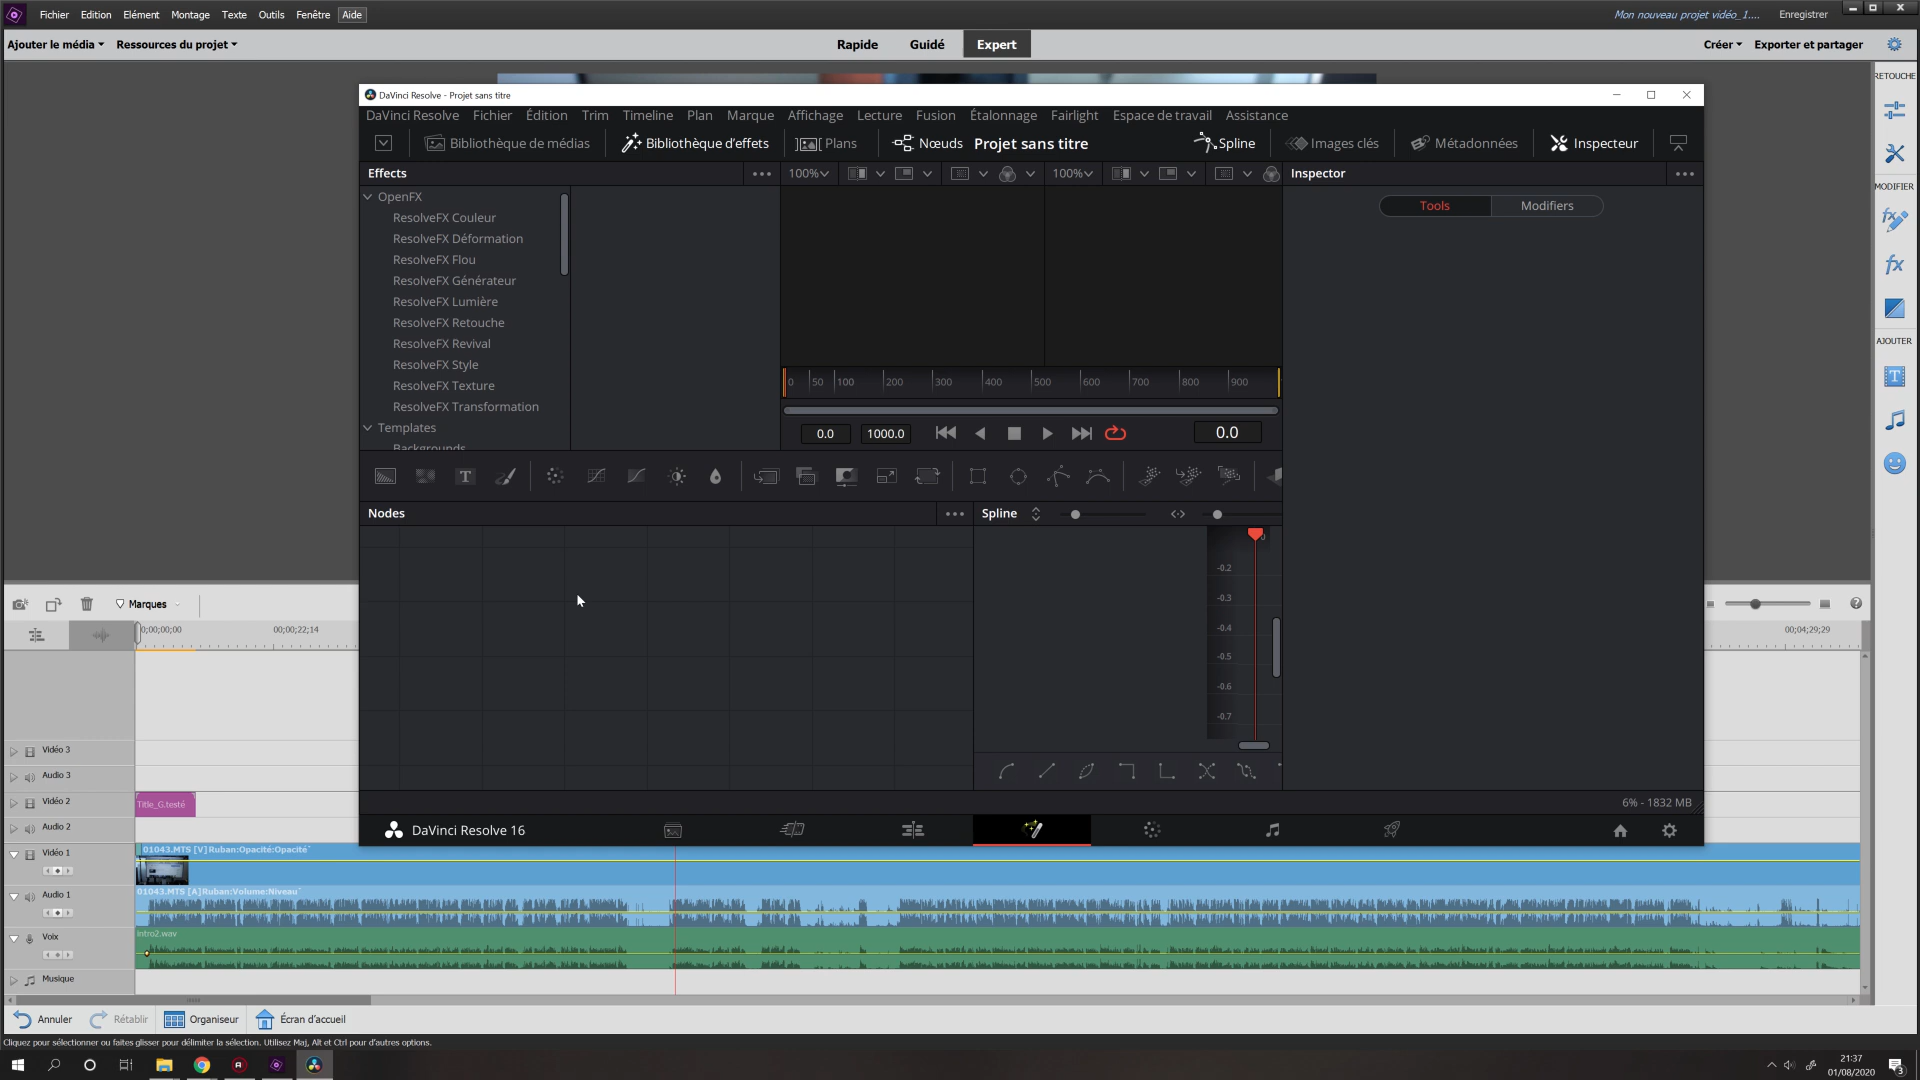 Fichier Edition Elément Montage Texte Outils Fenêtre Aide
Mon nouveau projet vidéo_1.... Enregistrer
Ajouter le média Ressources du projet
Rapide Guidé Expert
Créer Exporter et partager
RETOUCHE
MODIFIER
AJOUTER
DaVinci Resolve - Projet sans titre
DaVinci Resolve Fichier Édition Trim Timeline Plan Marque Affichage Lecture Fusion Étalonnage Fairlight Espace de travail Assistance
Bibliothèque de médias Bibliothèque d'effets Plans Nœuds Projet sans titre Spline Images clés Métadonnées Inspecteur
Effects
100%
100%
Inspector
Tools Modifiers
OpenFX
ResolveFX Couleur
ResolveFX Déformation
ResolveFX Flou
ResolveFX Générateur
ResolveFX Lumière
ResolveFX Retouche
ResolveFX Revival
ResolveFX Style
ResolveFX Texture
ResolveFX Transformation
Templates
Backgrounds
0 50 100 200 300 400 500 600 700 800 900
0.0 1000.0 0.0
T
Nodes
Spline
0
-0.2
-0.3
-0.4
-0.5
-0.6
-0.7
6% - 1832 MB
DaVinci Resolve 16
Marques
0;00;00;00 00;00;22;14 00;04;29;29
Vidéo 3
Audio 3
Vidéo 2
Title_G.testé
Audio 2
Vidéo 1
01043.MTS [V]Ruban:Opacité:Opacité
Audio 1
01043.MTS [A]Ruban:Volume:Niveau
Voix
intro2.wav
Musique
Annuler Rétablir Organiseur Écran d'accueil
Cliquez pour sélectionner ou faites glisser pour délimiter la sélection. Utilisez Maj, Alt et Ctrl pour d'autres options.
21:37
01/08/2020
3